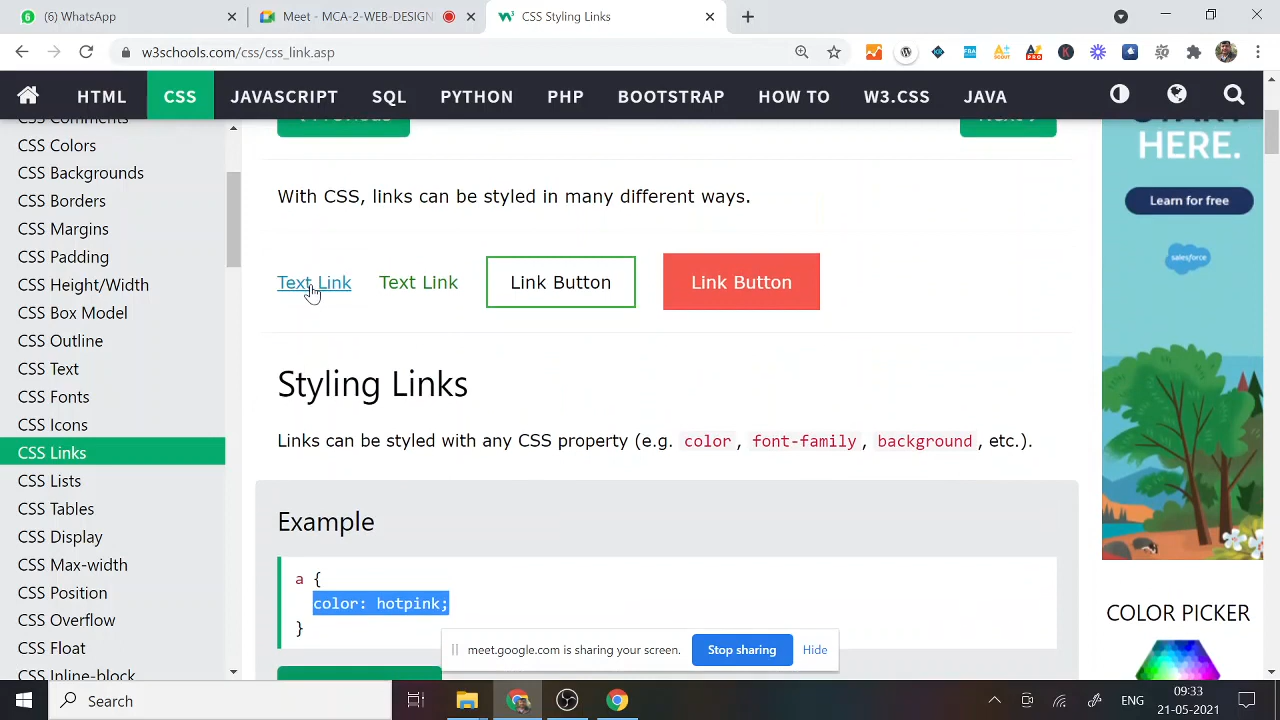 (6) WhatsApp
Meet - MCA-2-WEB-DESIGN
CSS Styling Links
w3schools.com/css/css_link.asp
HTML CSS JAVASCRIPT SQL PYTHON PHP BOOTSTRAP HOW TO W3.CSS JAVA
CSS Comments
CSS Colors
CSS Backgrounds
CSS Borders
CSS Margins
CSS Padding
CSS Height/Width
CSS Box Model
CSS Outline
CSS Text
CSS Fonts
CSS Icons
CSS Links
CSS Lists
CSS Tables
CSS Display
CSS Max-width
CSS Position
CSS Overflow
CSS Float
CSS Inline-block
With CSS, links can be styled in many different ways.
Text Link Text Link Link Button Link Button
Styling Links
Links can be styled with any CSS property (e.g. color, font-family, background, etc.).
Example
a {
color: hotpink;
}
meet.google.com is sharing your screen. Stop sharing Hide
HERE.
Learn for free
salesforce
COLOR PICKER
Search
ENG
09:33
21-05-2021